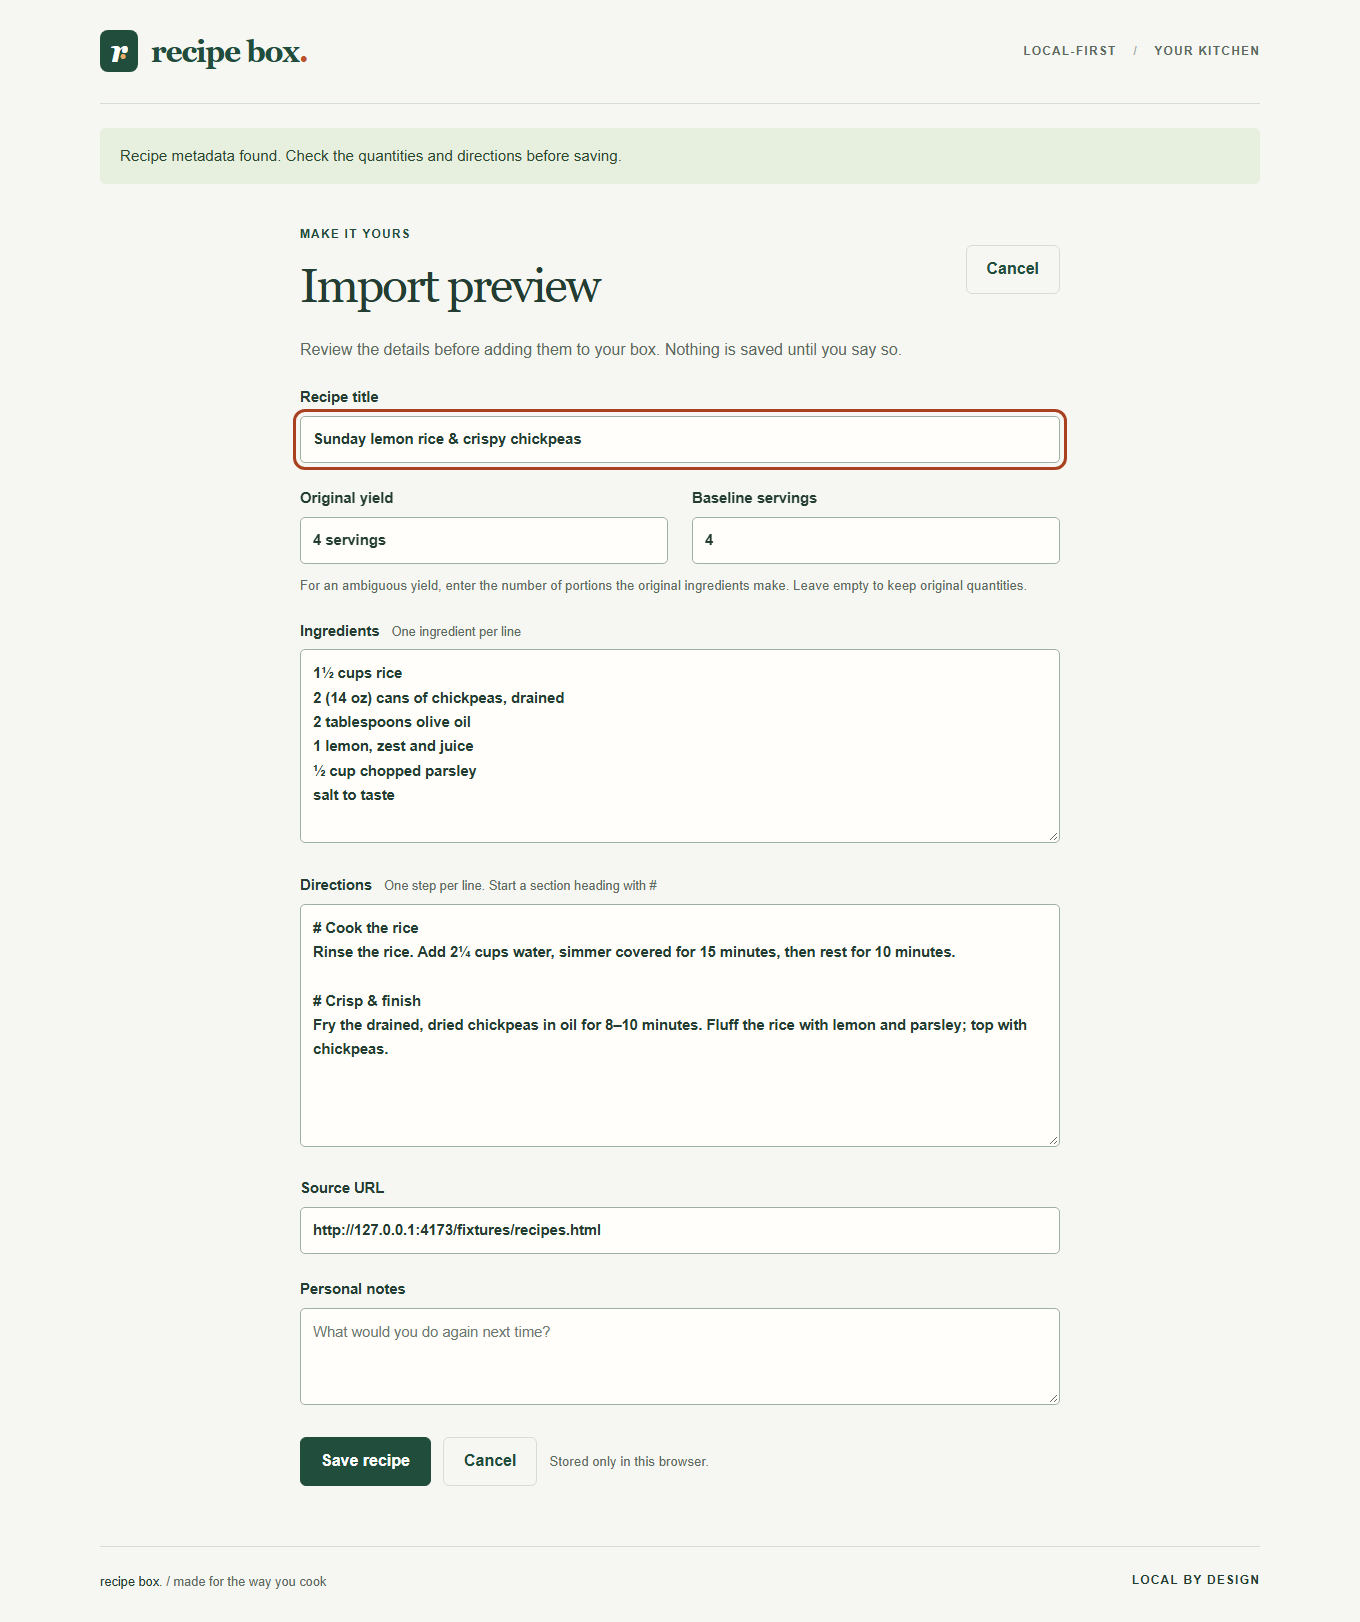 r.
recipe box.
LOCAL-FIRST / YOUR KITCHEN
Recipe metadata found. Check the quantities and directions before saving.
MAKE IT YOURS
Import preview
Cancel
Review the details before adding them to your box. Nothing is saved until you say so.
Recipe title
Sunday lemon rice & crispy chickpeas
Original yield
4 servings
Baseline servings
4
For an ambiguous yield, enter the number of portions the original ingredients make. Leave empty to keep original quantities.
Ingredients One ingredient per line
1½ cups rice
2 (14 oz) cans of chickpeas, drained
2 tablespoons olive oil
1 lemon, zest and juice
½ cup chopped parsley
salt to taste
Directions One step per line. Start a section heading with #
# Cook the rice
Rinse the rice. Add 2¼ cups water, simmer covered for 15 minutes, then rest for 10 minutes.
# Crisp & finish
Fry the drained, dried chickpeas in oil for 8–10 minutes. Fluff the rice with lemon and parsley; top with
chickpeas.
Source URL
http://127.0.0.1:4173/fixtures/recipes.html
Personal notes
What would you do again next time?
Save recipe
Cancel
Stored only in this browser.
recipe box. / made for the way you cook
LOCAL BY DESIGN